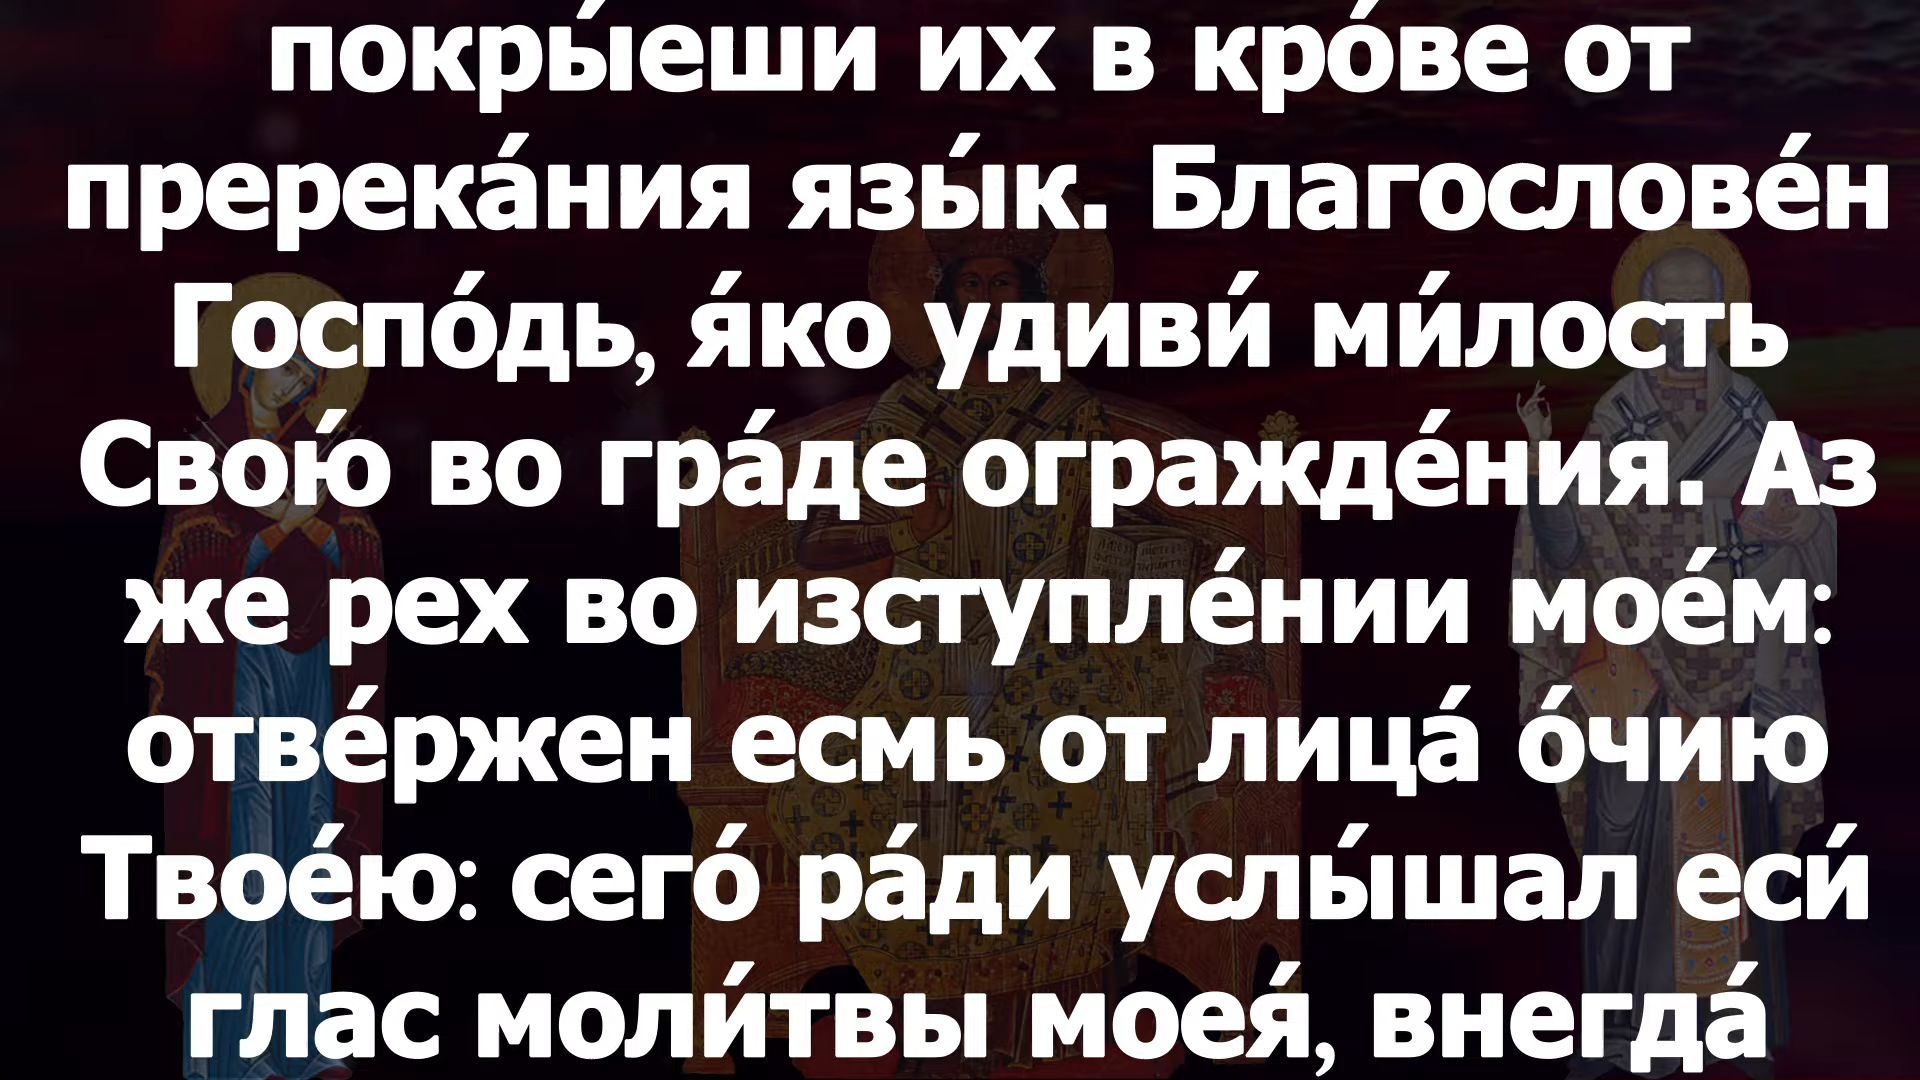 покры́еши их в кро́ве от
пререка́ния язы́к. Благослове́н
Госпо́дь, я́ко удиви́ ми́лость
Свою́ во гра́де огражде́ния. Аз
же рех во изступле́нии мое́м:
отве́ржен есмь от лица́ о́чию
Твое́ю: сего́ ра́ди услы́шал еси́
глас моли́твы моея́, внегда́